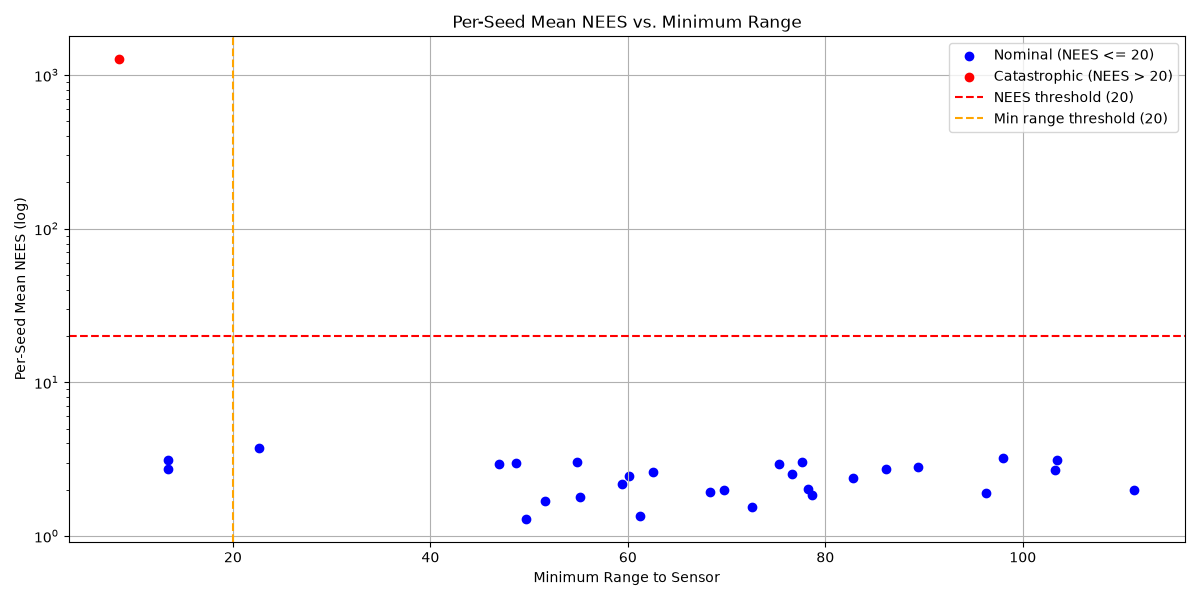 Per-Seed Mean NEES vs. Minimum Range
Nominal (NEES <= 20)
Catastrophic (NEES > 20)
NEES threshold (20)
Min range threshold (20)
Per-Seed Mean NEES (log)
10³
10²
10¹
10⁰
20 40 60 80 100
Minimum Range to Sensor